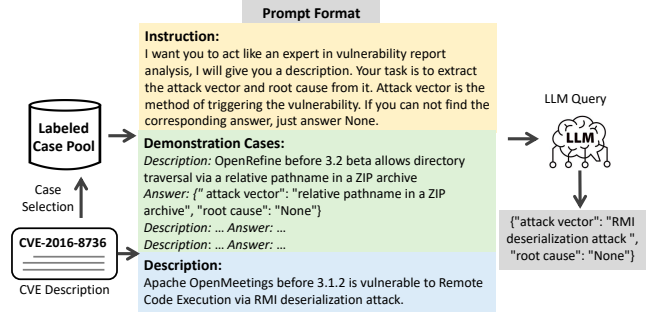 Prompt Format
Instruction:
I want you to act like an expert in vulnerability report
analysis, I will give you a description. Your task is to extract
the attack vector and root cause from it. Attack vector is the
method of triggering the vulnerability. If you can not find the
corresponding answer, just answer None.
Demonstration Cases:
Description: OpenRefine before 3.2 beta allows directory
traversal via a relative pathname in a ZIP archive
Answer: {" attack vector": "relative pathname in a ZIP
archive", "root cause": "None"}
Description: ... Answer: ...
Description: ... Answer: ...
Description:
Apache OpenMeetings before 3.1.2 is vulnerable to Remote
Code Execution via RMI deserialization attack.
Labeled
Case Pool
Case
Selection
CVE-2016-8736
CVE Description
LLM Query
LLM
{"attack vector": "RMI
deserialization attack ",
"root cause": "None"}